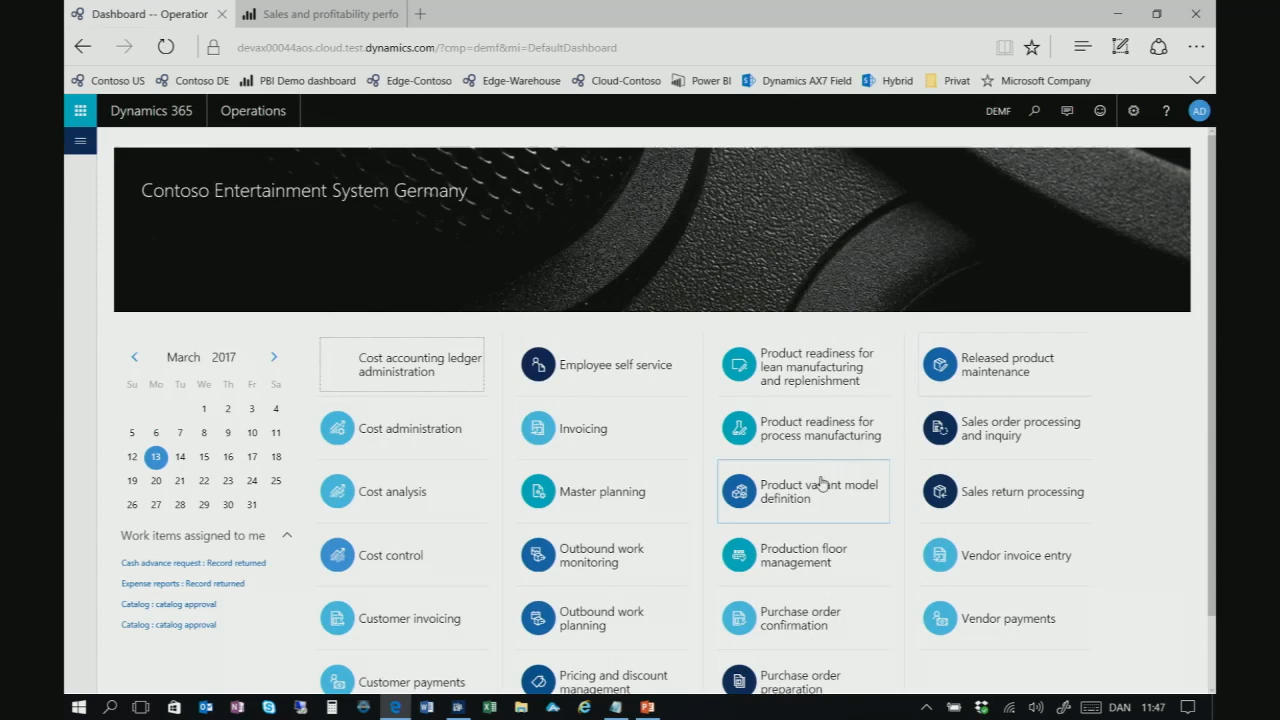 Dashboard -- Operation
Sales and profitability perfo
devax00044aos.cloud.test.dynamics.com/?cmp=demf&mi=DefaultDashboard
Contoso US
Contoso DE
PBI Demo dashboard
Edge-Contoso
Edge-Warehouse
Cloud-Contoso
Power BI
Dynamics AX7 Field
Hybrid
Privat
Microsoft Company
Dynamics 365
Operations
DEMF
?
AD
Contoso Entertainment System Germany
March 2017
Su Mo Tu We Th Fr Sa
1 2 3 4
5 6 7 8 9 10 11
12 13 14 15 16 17 18
19 20 21 22 23 24 25
26 27 28 29 30 31
Work items assigned to me
Cash advance request : Record returned
Expense reports : Record returned
Catalog : catalog approval
Catalog : catalog approval
Cost accounting ledger
administration
Cost administration
Cost analysis
Cost control
Customer invoicing
Customer payments
Employee self service
Invoicing
Master planning
Outbound work
monitoring
Outbound work
planning
Pricing and discount
management
Product readiness for
lean manufacturing
and replenishment
Product readiness for
process manufacturing
Product variant model
definition
Production floor
management
Purchase order
confirmation
Purchase order
preparation
Released product
maintenance
Sales order processing
and inquiry
Sales return processing
Vendor invoice entry
Vendor payments
DAN
11:47